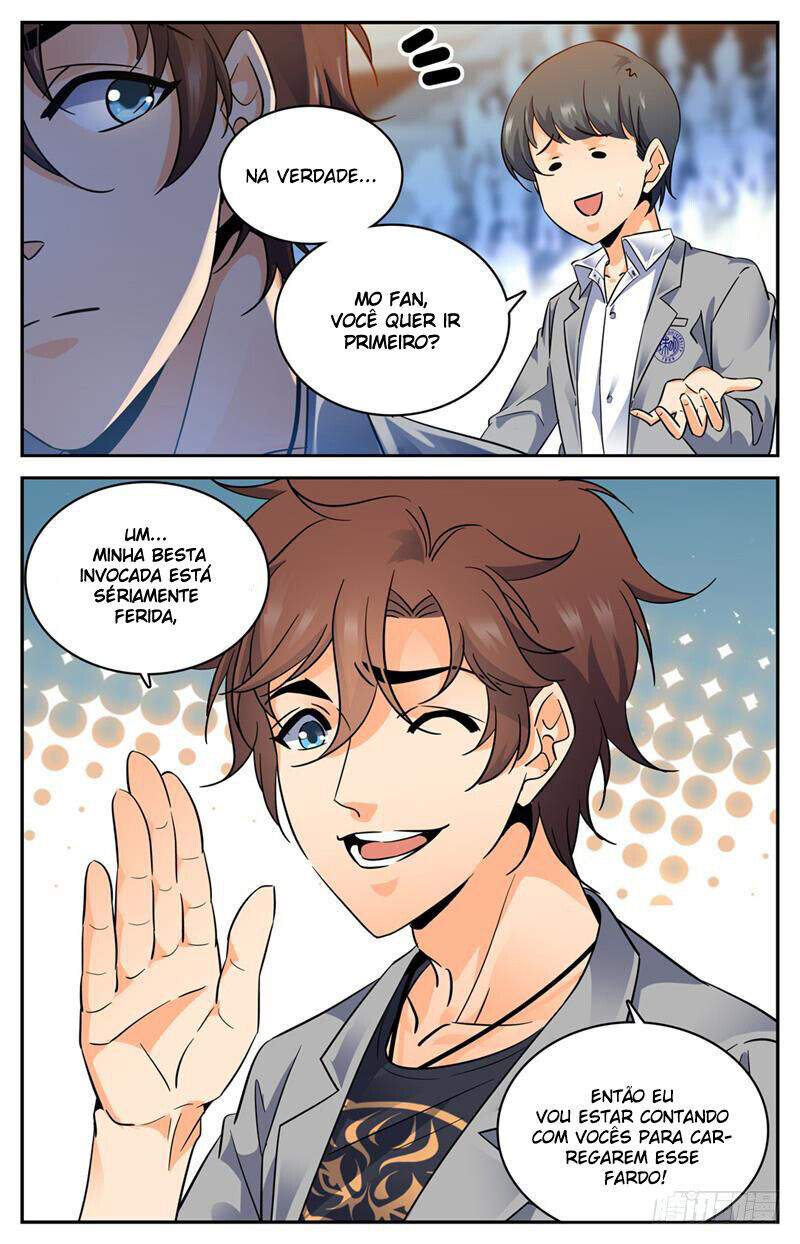 NA VERDADE...
MO FAN,
VOCÊ QUER IR
PRIMEIRO?
UM...
MINHA BESTA
INVOCADA ESTÁ
SÉRIAMENTE
FERIDA,
ENTÃO EU
VOU ESTAR CONTANDO
COM VOCÊS PARA CAR-
REGAREM ESSE
FARDO!